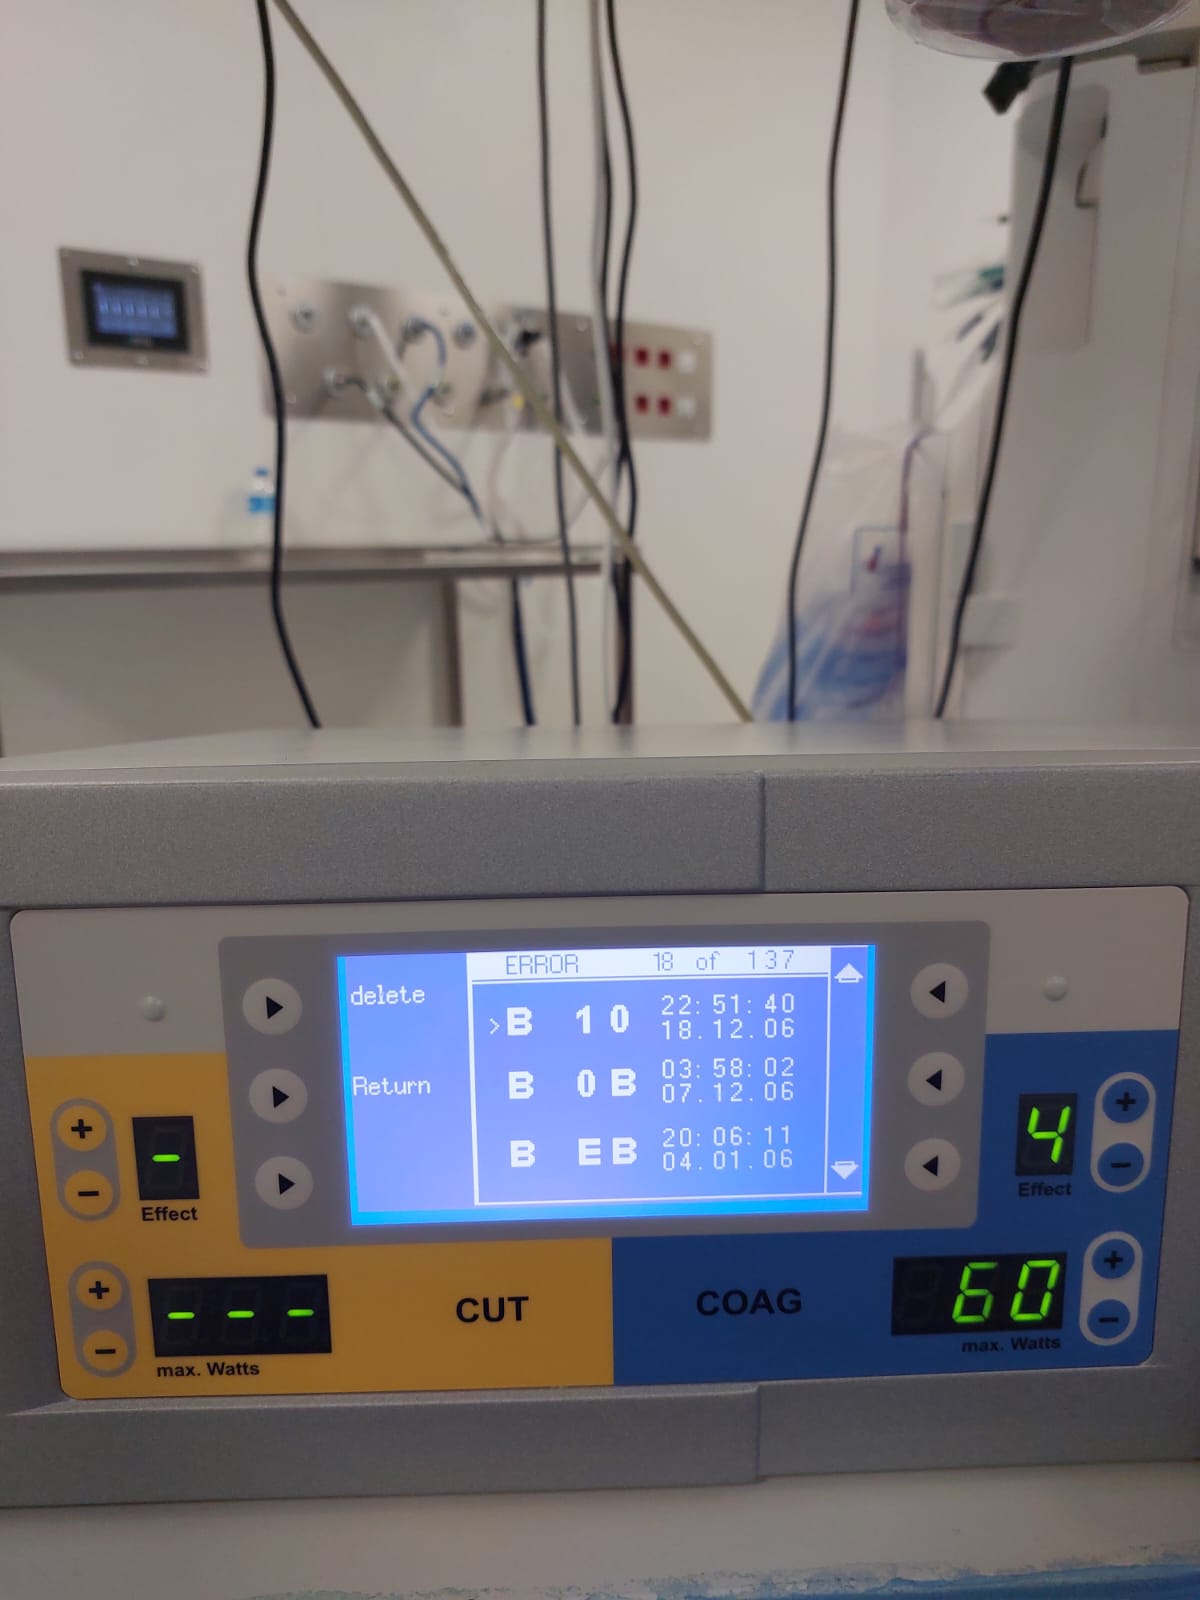 ERROR 18 of 137
delete
>B 10 22:51:40
18.12.06
Return
B 0B 03:58:02
07.12.06
B EB 20:06:11
04.01.06
+
-
-
Effect
4
+
-
Effect
+
-
- - -
max. Watts
CUT
COAG
60
+
-
max. Watts